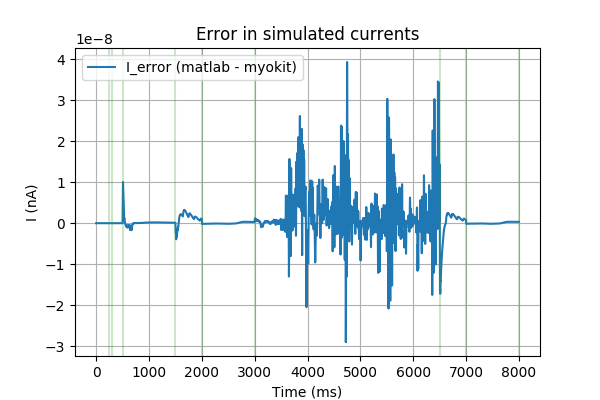 Error in simulated currents
1e−8
I_error (matlab - myokit)
4
3
2
1
0
−1
−2
−3
I (nA)
0 1000 2000 3000 4000 5000 6000 7000 8000
Time (ms)